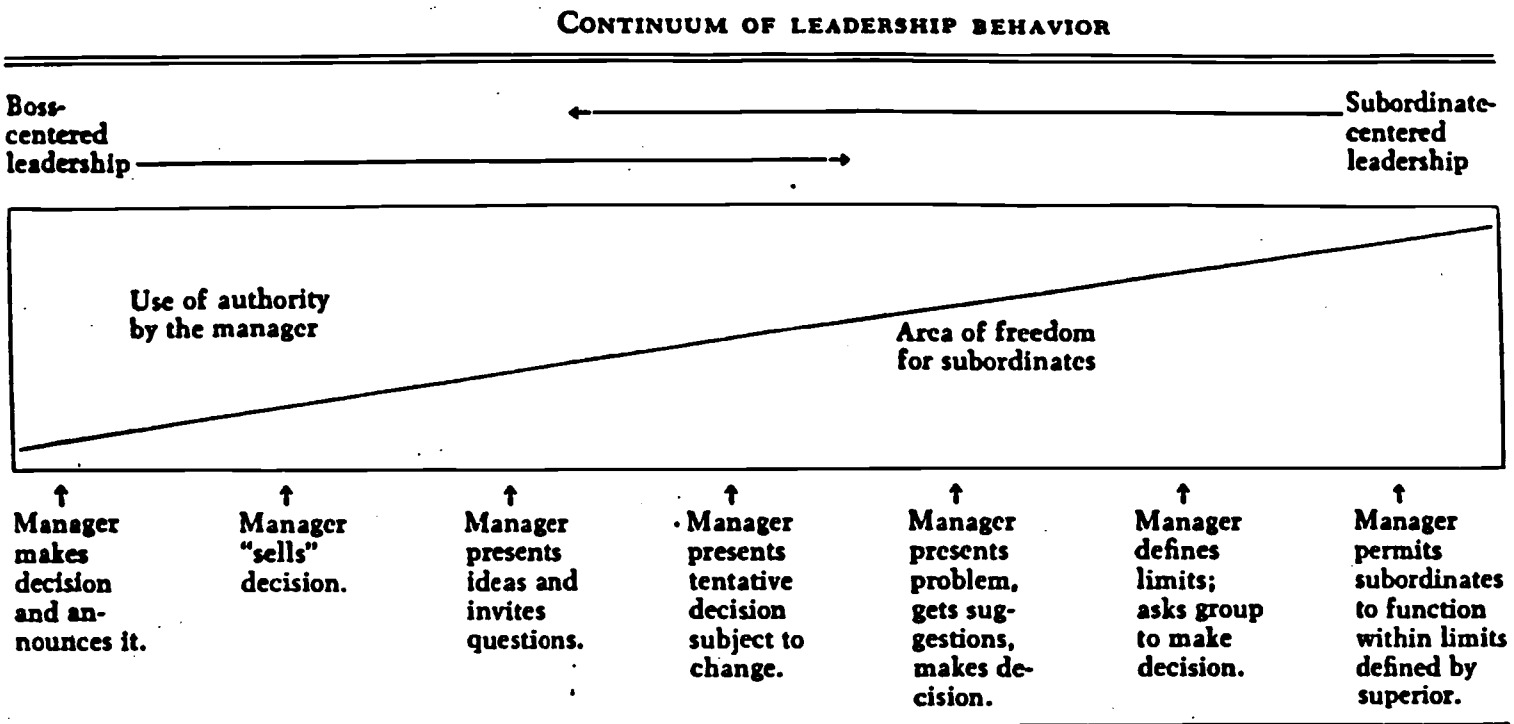 CONTINUUM OF LEADERSHIP BEHAVIOR
Boss-
centered
leadership
Subordinate-
centered
leadership
Use of authority
by the manager
Area of freedom
for subordinates
Manager
makes
decision
and an-
nounces it.
Manager
"sells"
decision.
Manager
presents
ideas and
invites
questions.
Manager
presents
tentative
decision
subject to
change.
Manager
presents
problem,
gets sug-
gestions,
makes de-
cision.
Manager
defines
limits;
asks group
to make
decision.
Manager
permits
subordinates
to function
within limits
defined by
superior.